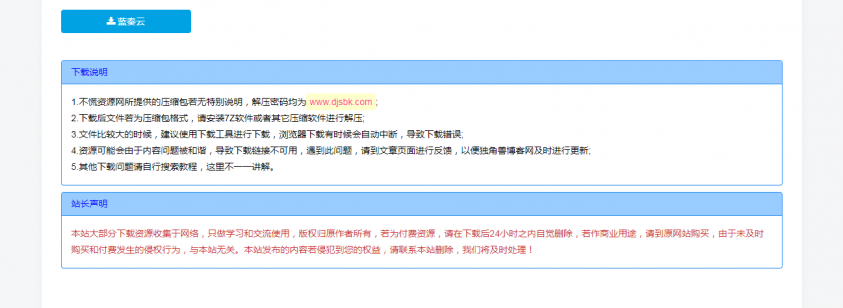 蓝奏云
下载说明
1.不慌资源网所提供的压缩包若无特别说明，解压密码均为www.djsbk.com;
2.下载后文件若为压缩包格式，请安装7Z软件或者其它压缩软件进行解压;
3.文件比较大的时候，建议使用下载工具进行下载，浏览器下载有时候会自动中断，导致下载错误;
4.资源可能会由于内容问题被和谐，导致下载链接不可用，遇到此问题，请到文章页面进行反馈，以便独角兽博客网及时进行更新;
5.其他下载问题请自行搜索教程，这里不一一讲解。
站长声明
本站大部分下载资源收集于网络，只做学习和交流使用，版权归原作者所有，若为付费资源，请在下载后24小时之内自觉删除，若作商业用途，请到原网站购买，由于未及时
购买和付费发生的侵权行为，与本站无关。本站发布的内容若侵犯到您的权益，请联系本站删除，我们将及时处理！